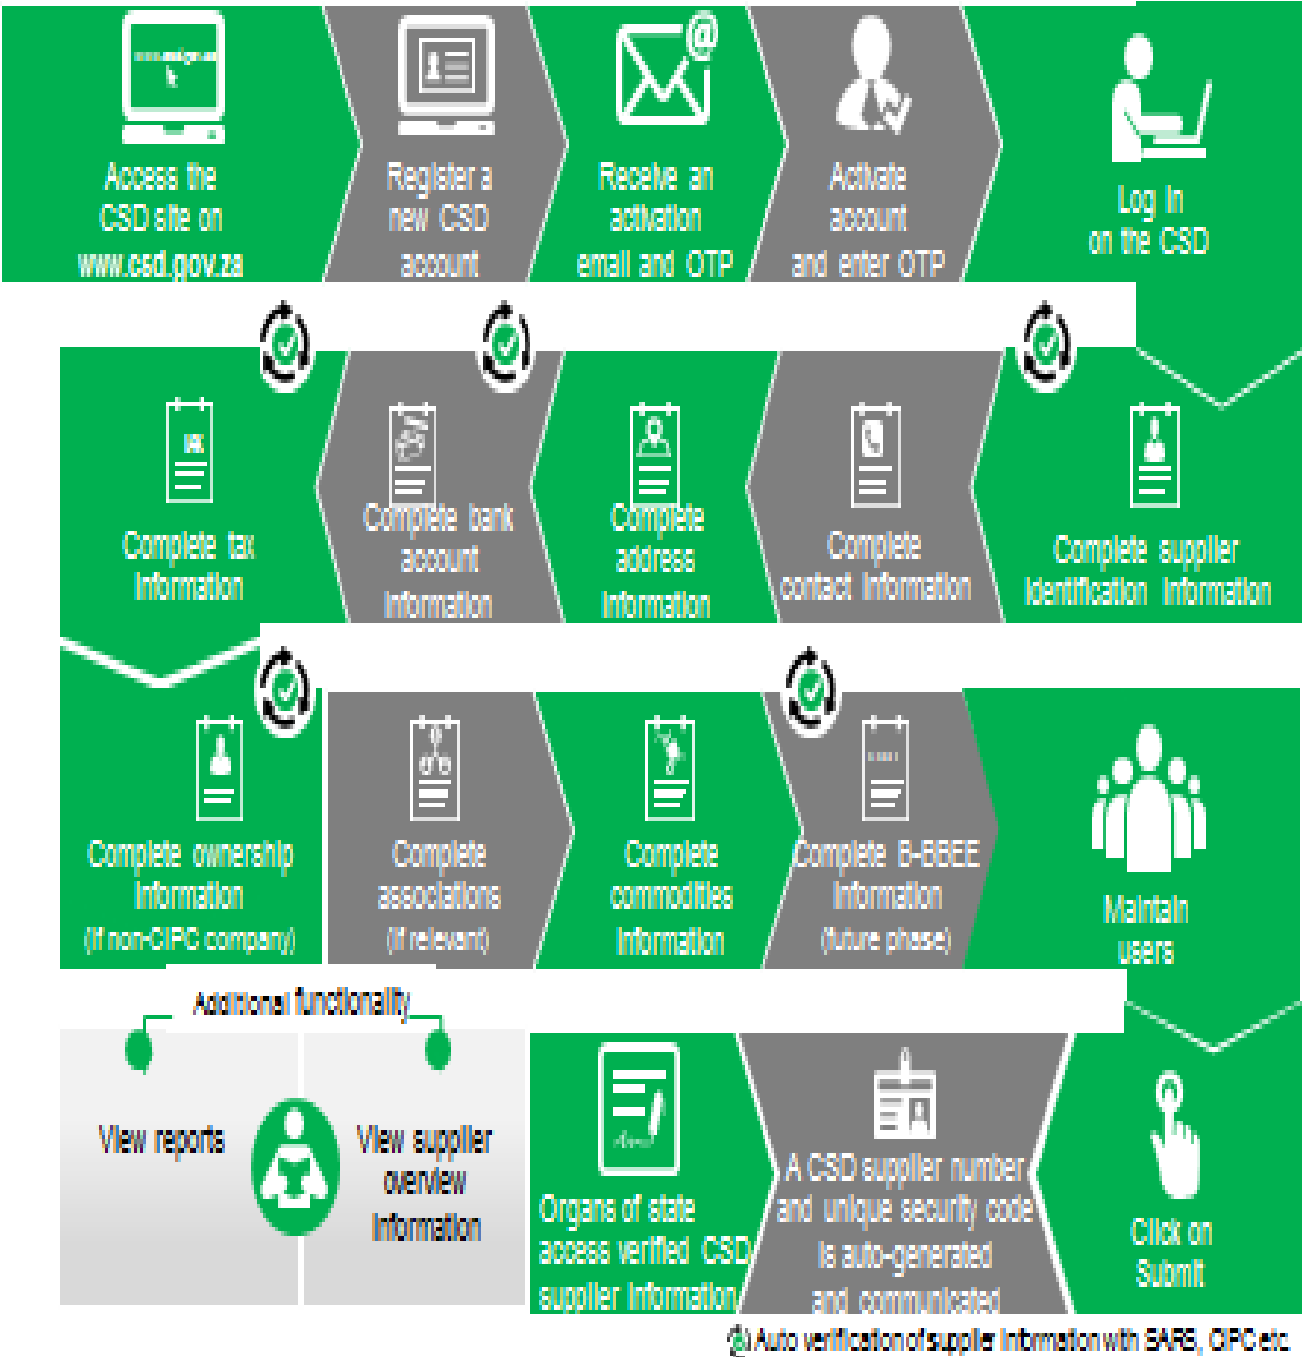 Access the
CSD site on
www.csd.gov.za
Register a
new CSD
account
Receive an
activation
email and OTP
Activate
account
and enter OTP
Log in
on the CSD
Complete supplier
identification information
Complete
contact information
Complete
address
information
Complete bank
account
information
Complete tax
information
Complete ownership
information
(if non-CIPC company)
Complete
associations
(if relevant)
Complete
commodities
information
Complete B-BBEE
information
(future phase)
Maintain
users
Click on
Submit
A CSD supplier number
and unique security code
is auto-generated
and communicated
Organs of state
access verified CSD
supplier information
Additional functionality
View reports
View supplier
overview
information
Auto verification of supplier information with SARS, CIPC etc.